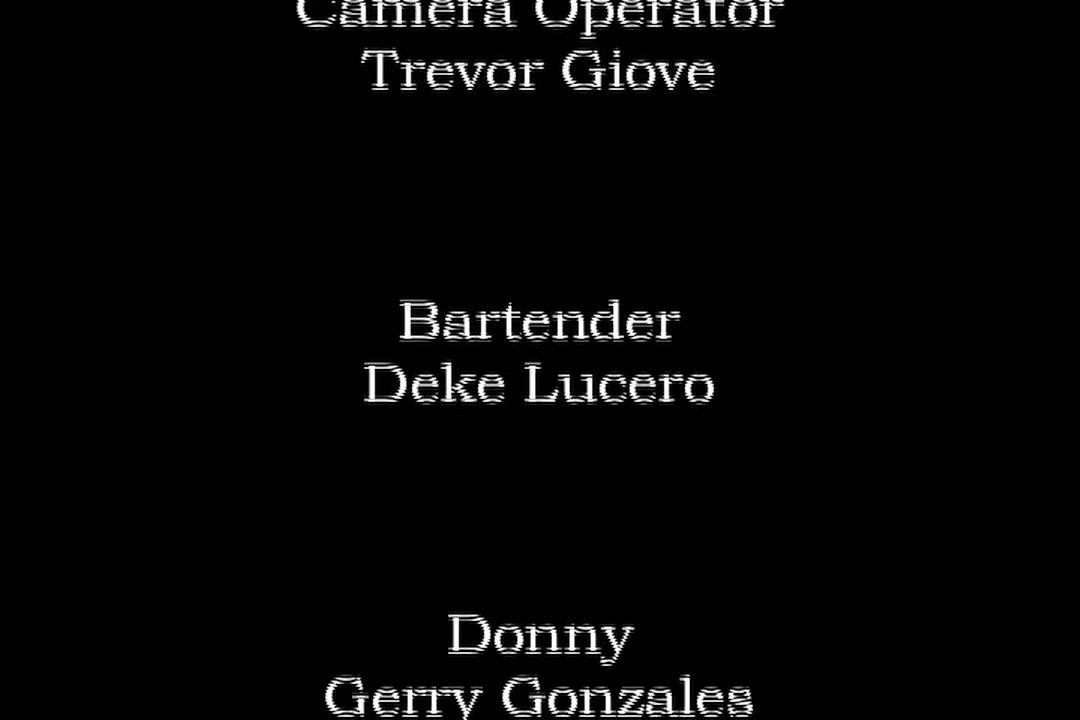 Camera Operator
Trevor Giove
Bartender
Deke Lucero
Donny
Gerry Gonzales